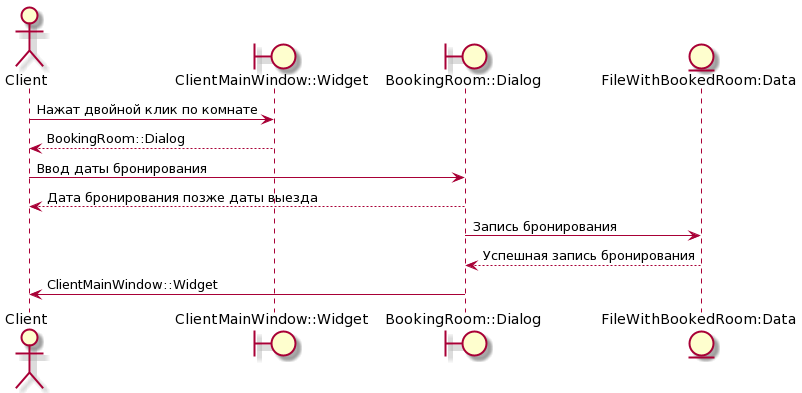 Client
ClientMainWindow::Widget
BookingRoom::Dialog
FileWithBookedRoom:Data
Нажат двойной клик по комнате
BookingRoom::Dialog
Ввод даты бронирования
Дата бронирования позже даты выезда
Запись бронирования
Успешная запись бронирования
ClientMainWindow::Widget
Client
ClientMainWindow::Widget
BookingRoom::Dialog
FileWithBookedRoom:Data